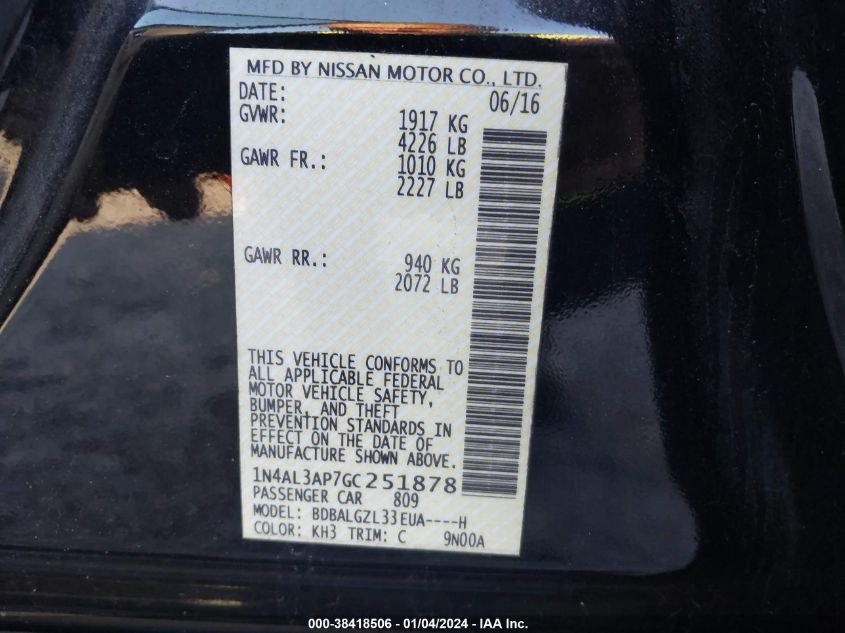 MFD BY NISSAN MOTOR CO., LTD.
DATE: 06/16
GVWR: 1917 KG
4226 LB
GAWR FR.: 1010 KG
2227 LB
GAWR RR.: 940 KG
2072 LB
THIS VEHICLE CONFORMS TO
ALL APPLICABLE FEDERAL
MOTOR VEHICLE SAFETY,
BUMPER, AND THEFT
PREVENTION STANDARDS IN
EFFECT ON THE DATE OF
MANUFACTURE SHOWN ABOVE.
1N4AL3AP7GC251878
PASSENGER CAR 809
MODEL: BDBALGZL33EUA----H
COLOR: KH3 TRIM: C 9N00A
000-38418506 - 01/04/2024 - IAA Inc.